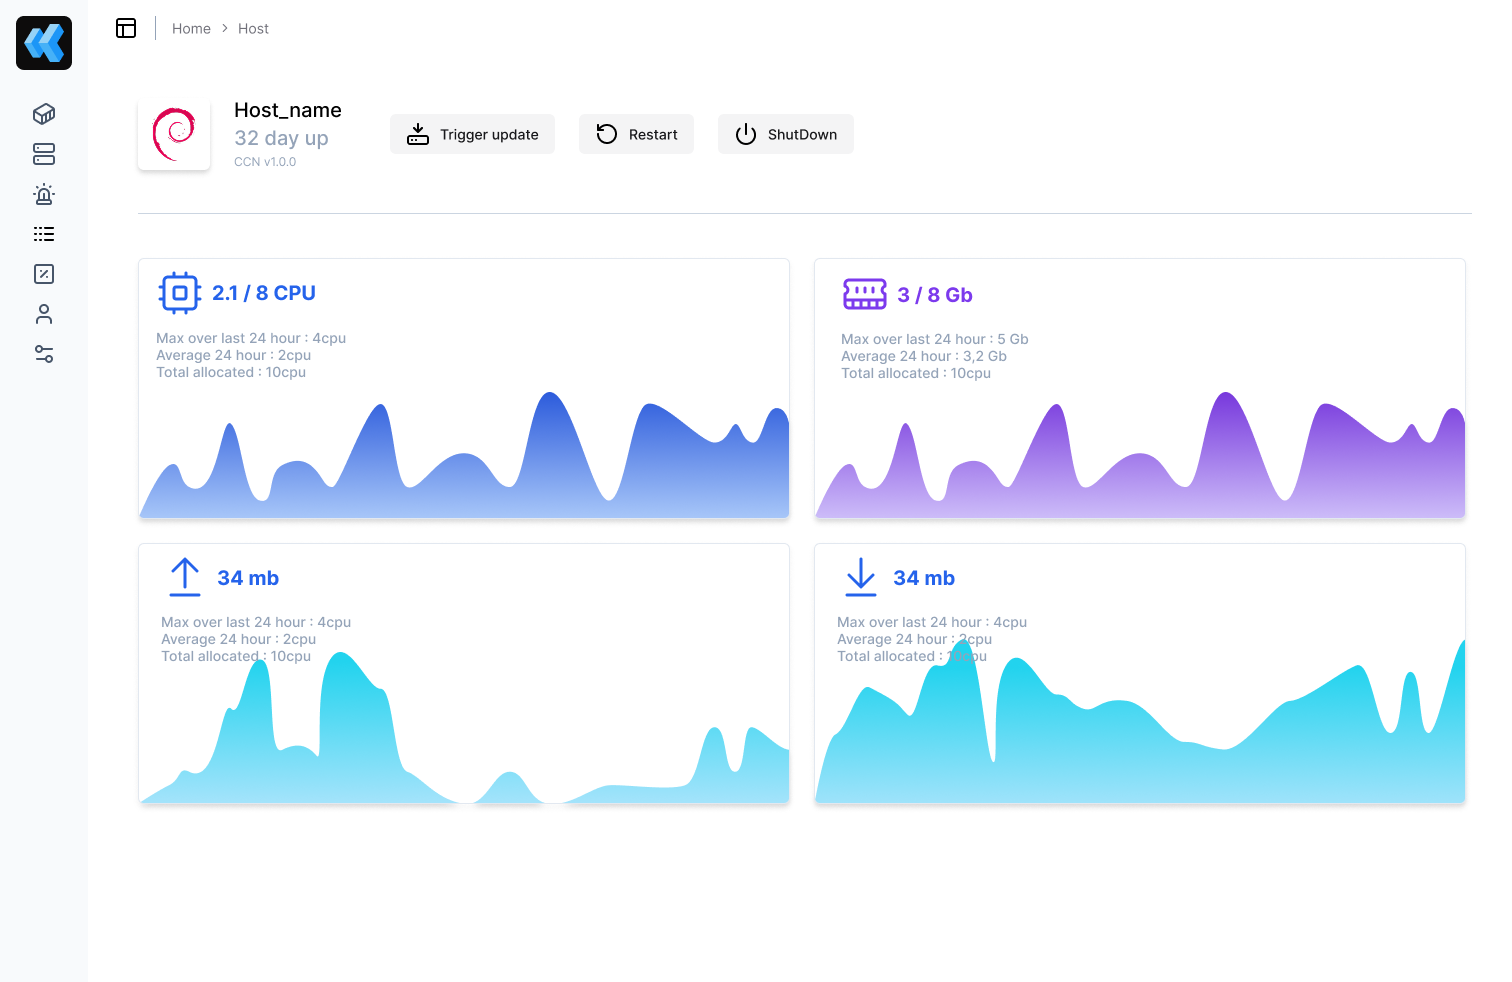 Home > Host
Host_name
32 day up
CCN v1.0.0
Trigger update
Restart
ShutDown
2.1 / 8 CPU
Max over last 24 hour : 4cpu
Average 24 hour : 2cpu
Total allocated : 10cpu
3 / 8 Gb
Max over last 24 hour : 5 Gb
Average 24 hour : 3,2 Gb
Total allocated : 10cpu
34 mb
Max over last 24 hour : 4cpu
Average 24 hour : 2cpu
Total allocated : 10cpu
34 mb
Max over last 24 hour : 4cpu
Average 24 hour : 2cpu
Total allocated : 10cpu